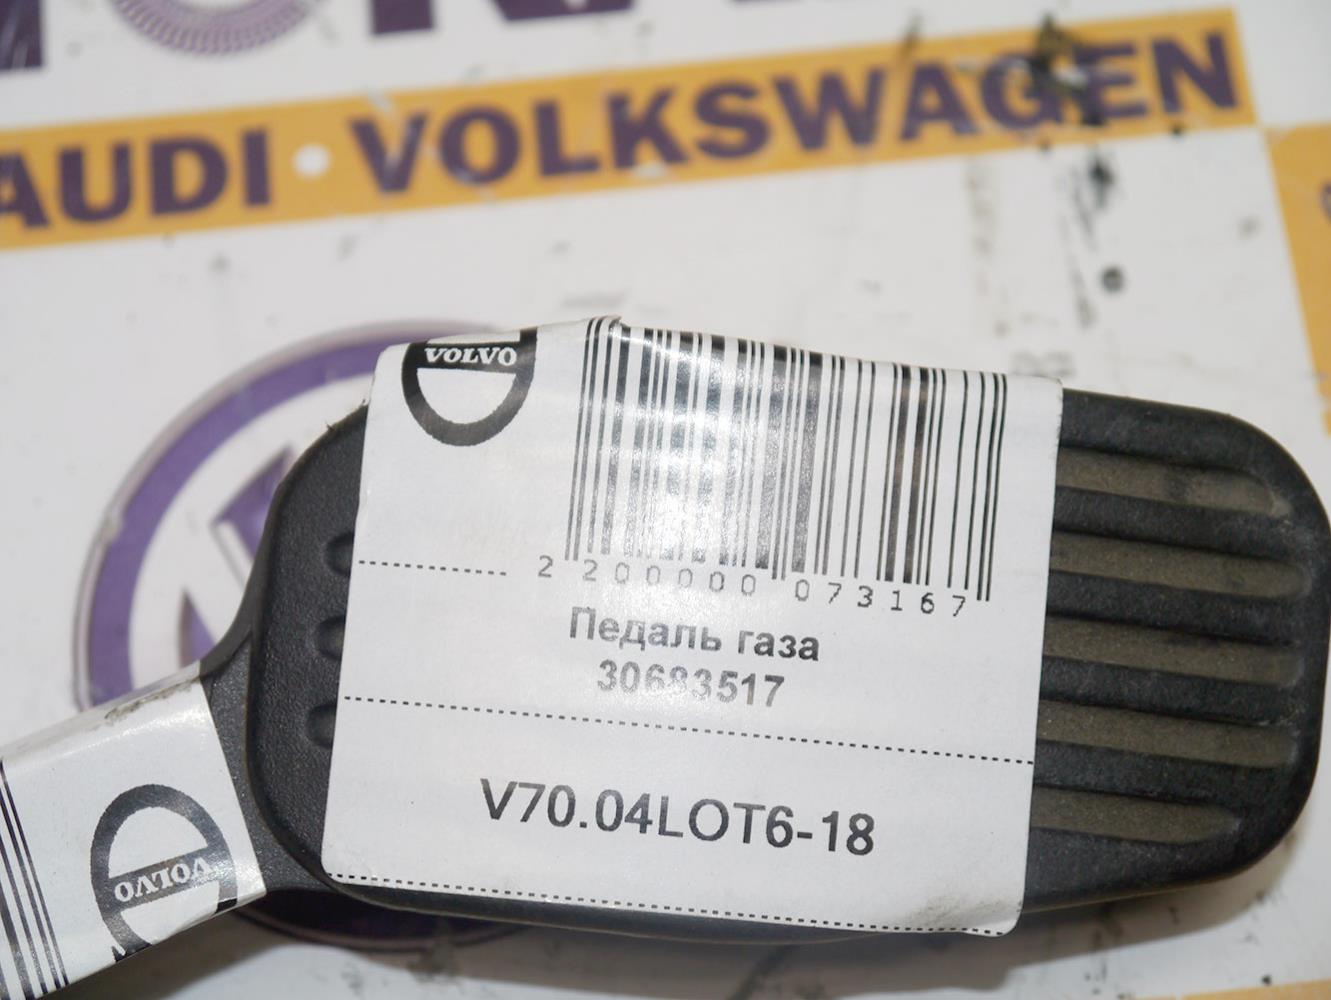 AUDI • VOLKSWAGEN
VOLVO
2 200000 073167
Педаль газа
30683517
V70.04LOT6-18
VOLVO